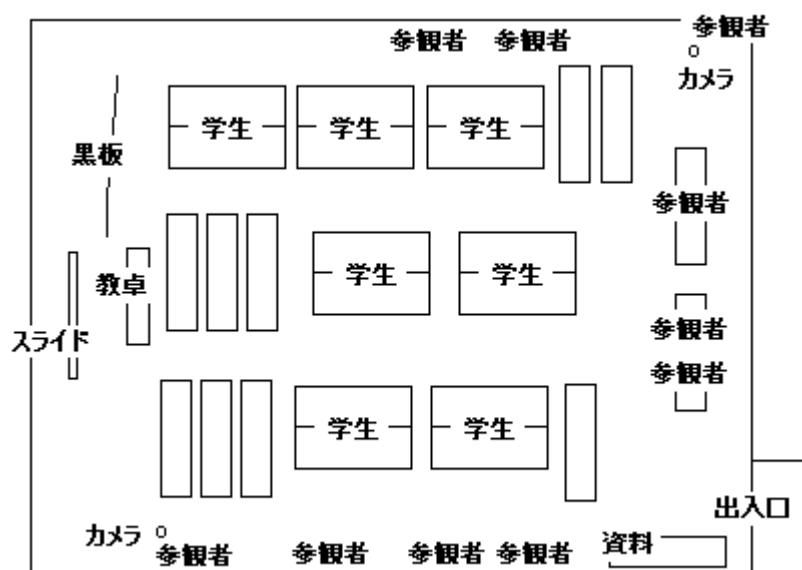 参観者 参観者 参観者
カメラ
学生 学生 学生
黒板
参観者
学生 学生
教卓
スライド
参観者
参観者
学生 学生
出入口
カメラ
参観者 参観者 参観者 参観者
資料